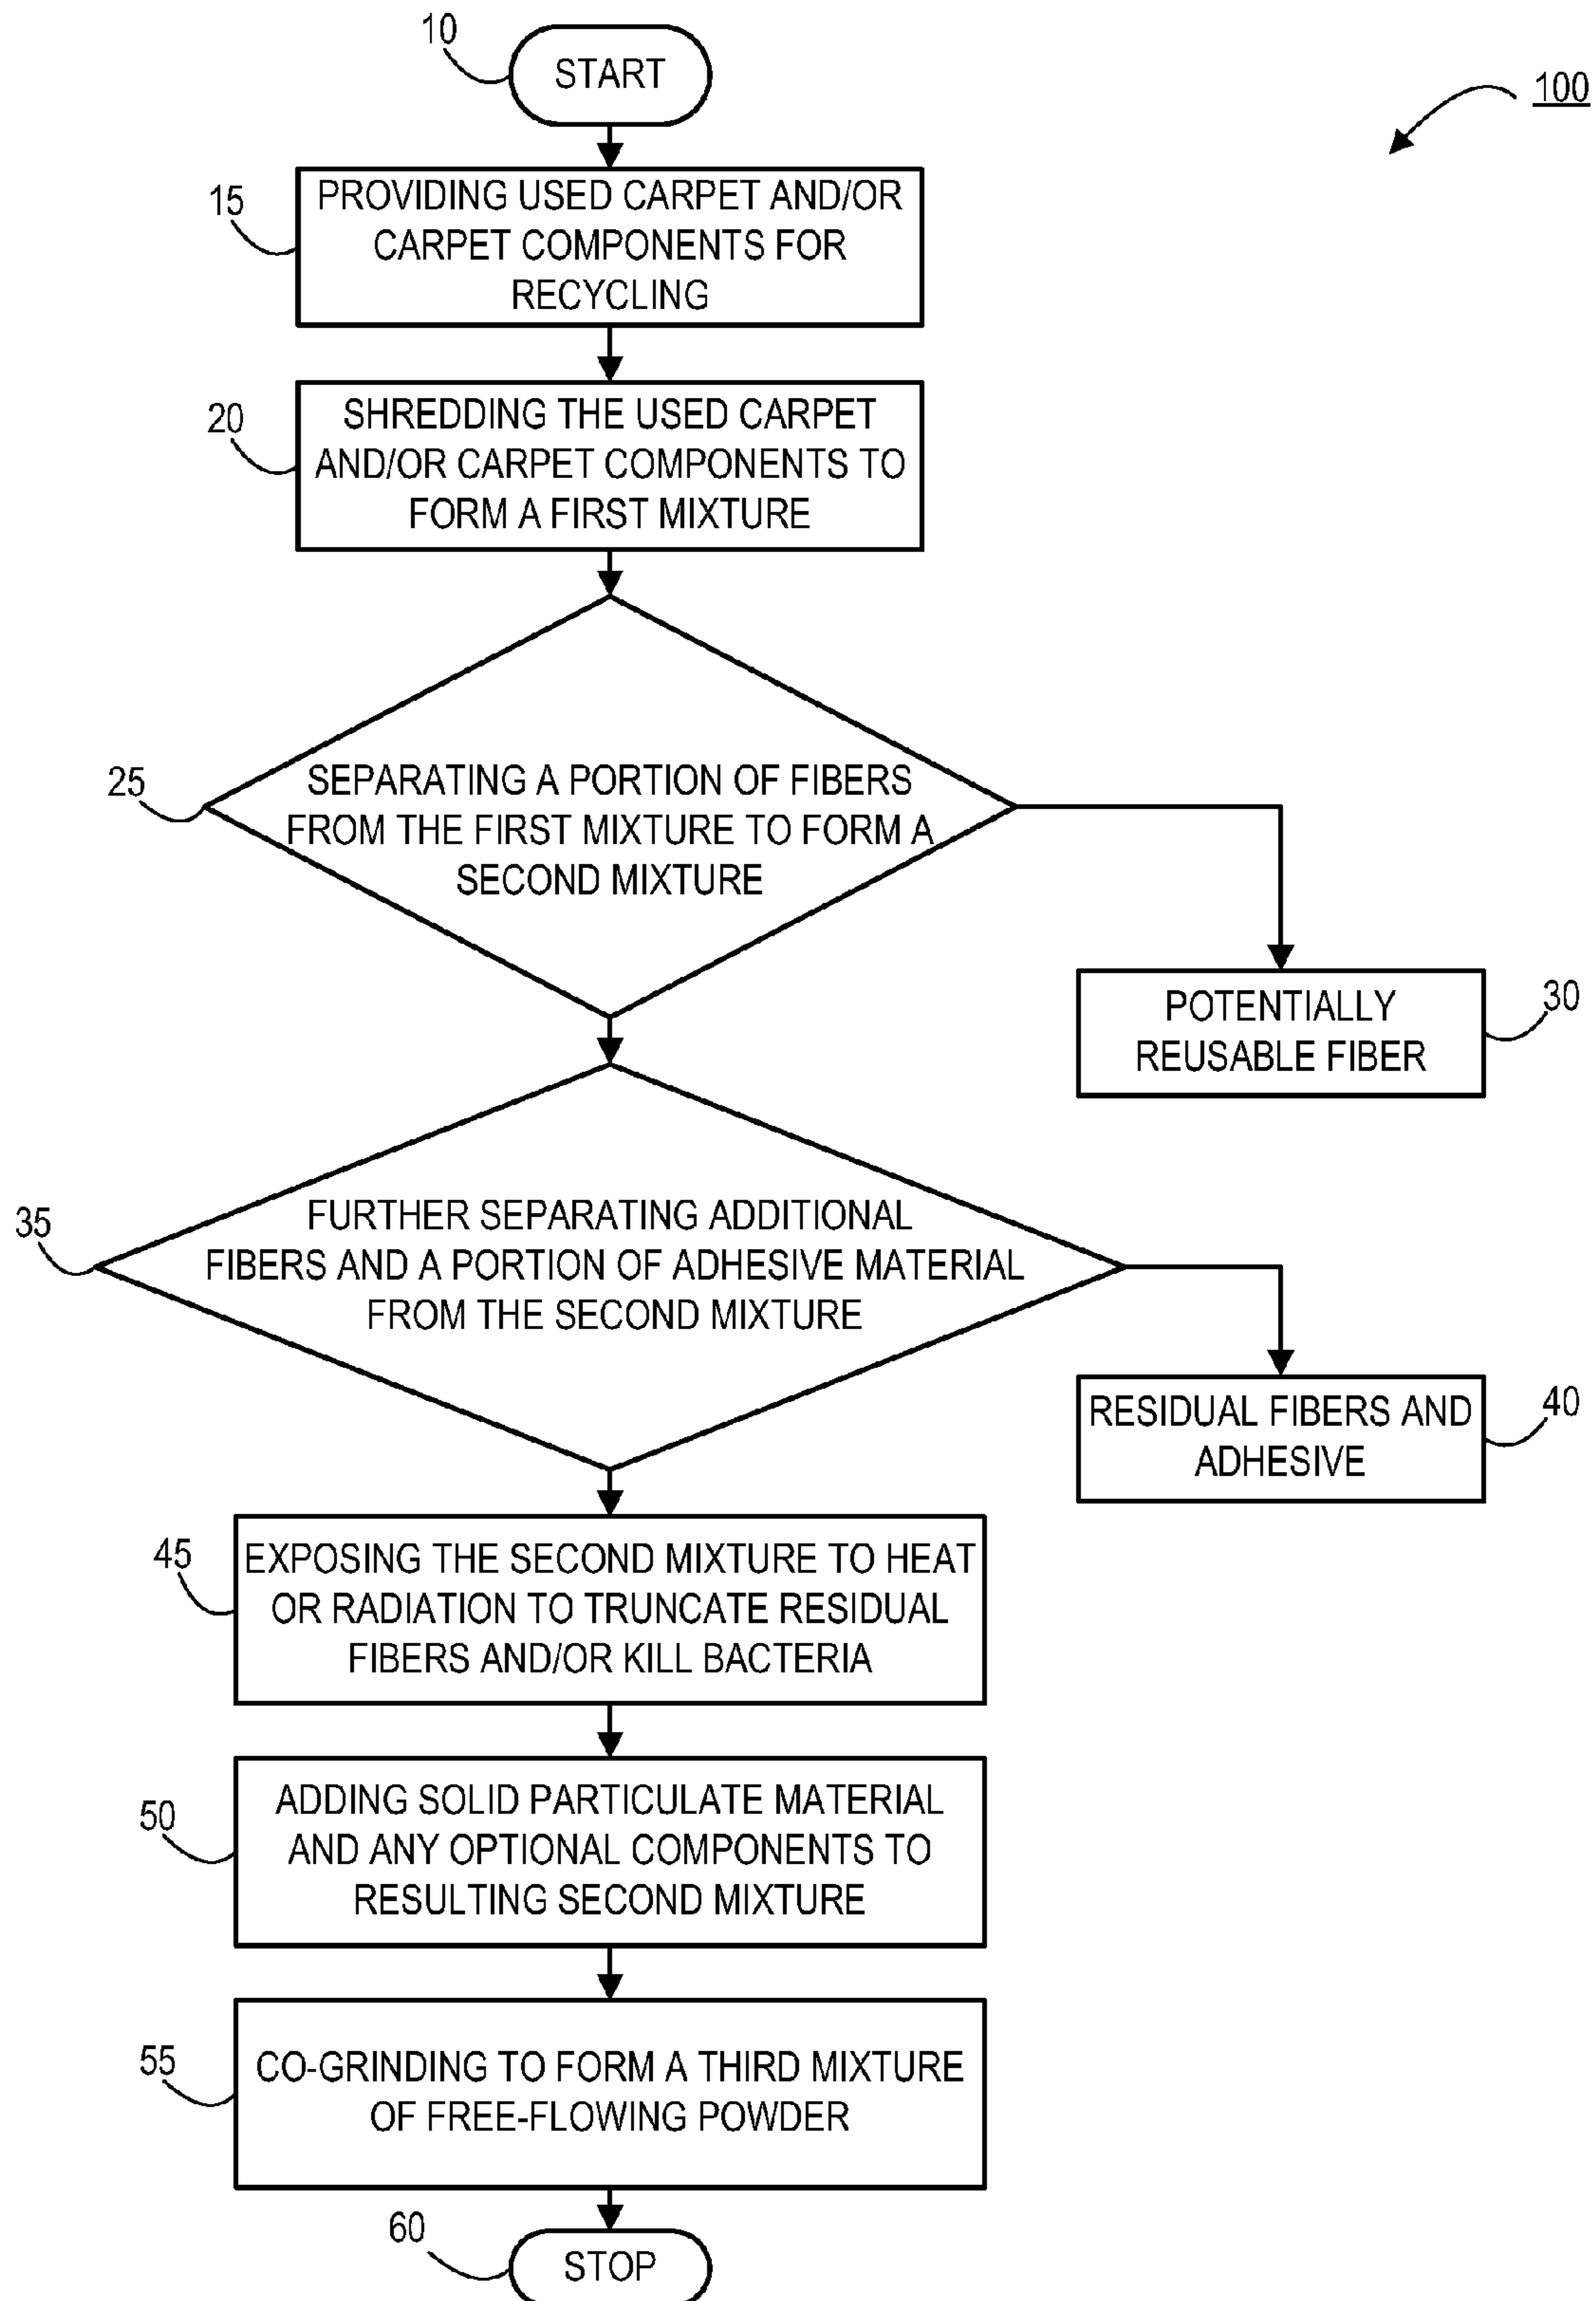 10
START
100
15
PROVIDING USED CARPET AND/OR
CARPET COMPONENTS FOR
RECYCLING
20
SHREDDING THE USED CARPET
AND/OR CARPET COMPONENTS TO
FORM A FIRST MIXTURE
25
SEPARATING A PORTION OF FIBERS
FROM THE FIRST MIXTURE TO FORM A
SECOND MIXTURE
POTENTIALLY
REUSABLE FIBER
30
35
FURTHER SEPARATING ADDITIONAL
FIBERS AND A PORTION OF ADHESIVE MATERIAL
FROM THE SECOND MIXTURE
RESIDUAL FIBERS AND
ADHESIVE
40
45
EXPOSING THE SECOND MIXTURE TO HEAT
OR RADIATION TO TRUNCATE RESIDUAL
FIBERS AND/OR KILL BACTERIA
50
ADDING SOLID PARTICULATE MATERIAL
AND ANY OPTIONAL COMPONENTS TO
RESULTING SECOND MIXTURE
55
CO-GRINDING TO FORM A THIRD MIXTURE
OF FREE-FLOWING POWDER
60
STOP